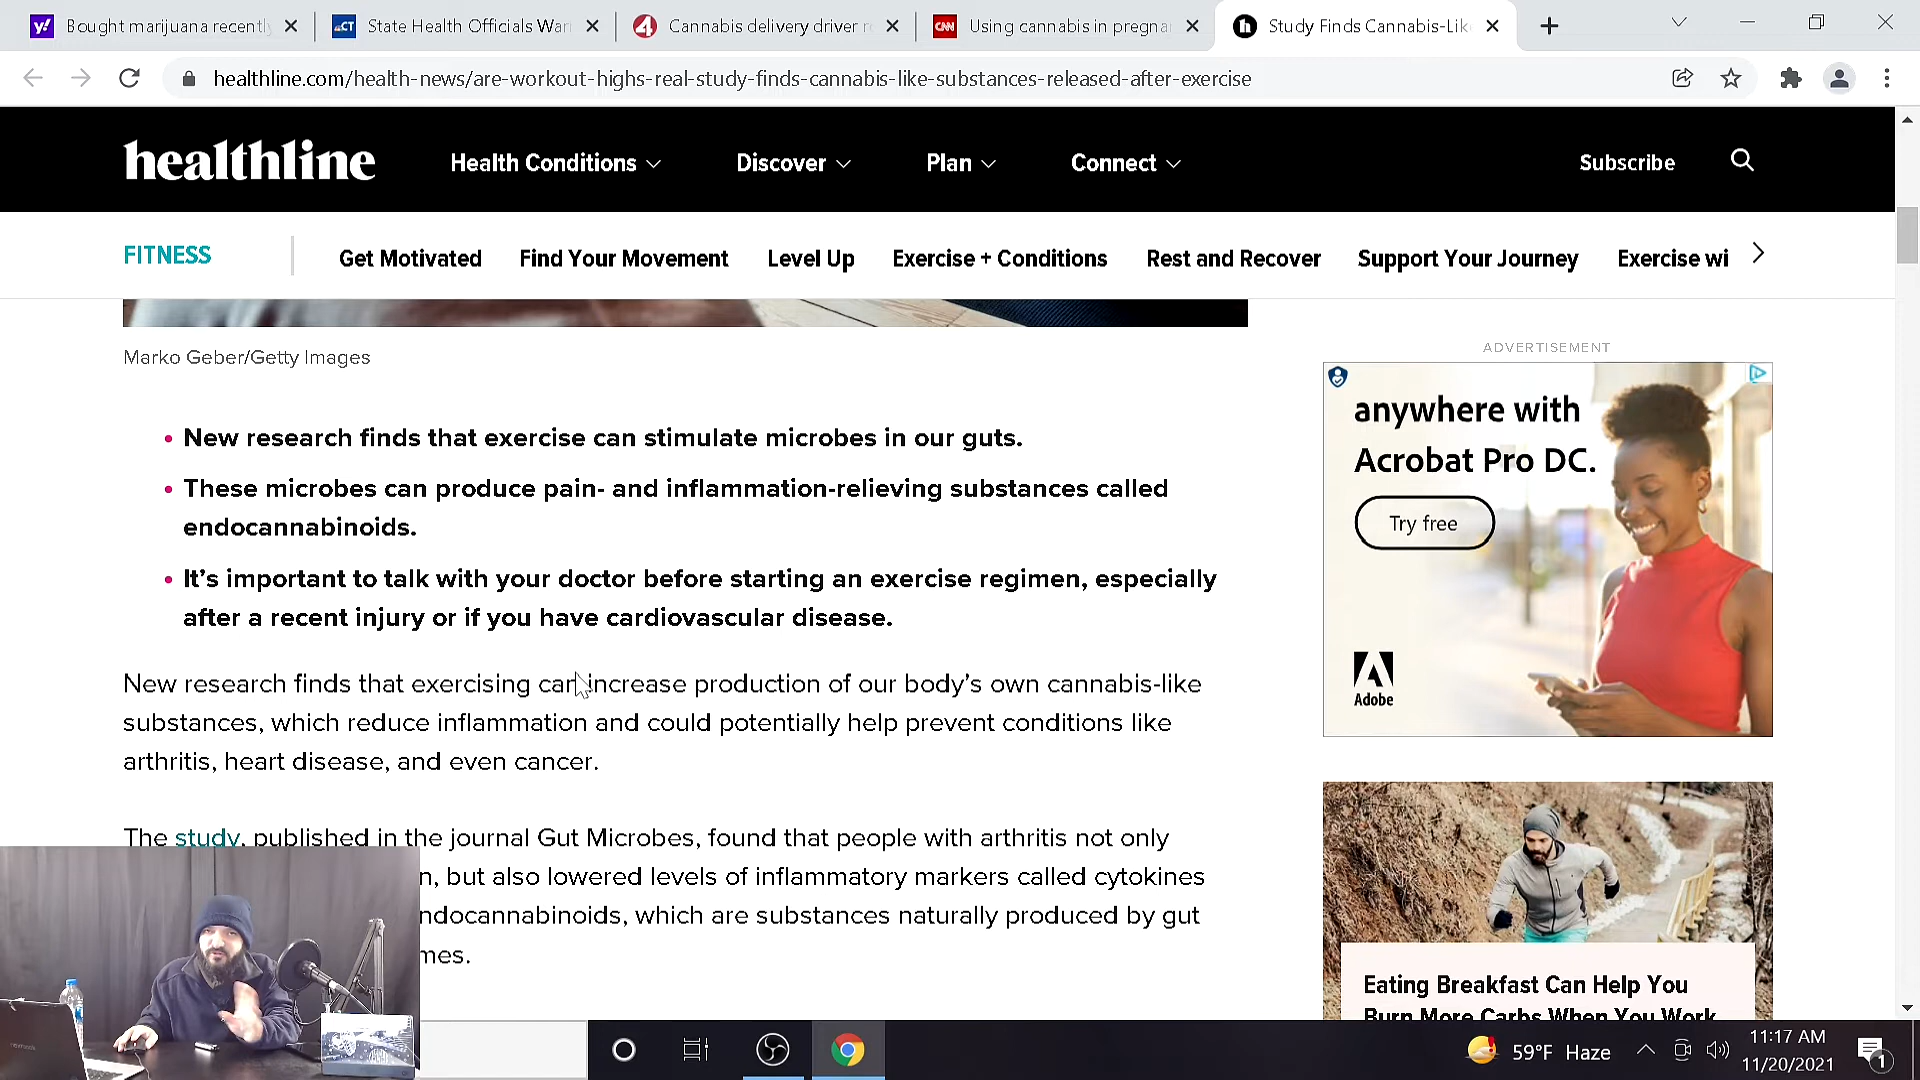 Bought marijuana recently
State Health Officials War
Cannabis delivery driver r
Using cannabis in pregna
Study Finds Cannabis-Lik
healthline.com/health-news/are-workout-highs-real-study-finds-cannabis-like-substances-released-after-exercise
healthline
Health Conditions
Discover
Plan
Connect
Subscribe
FITNESS
Get Motivated
Find Your Movement
Level Up
Exercise + Conditions
Rest and Recover
Support Your Journey
Exercise wi
Marko Geber/Getty Images
• New research finds that exercise can stimulate microbes in our guts.
• These microbes can produce pain- and inflammation-relieving substances called
endocannabinoids.
• It's important to talk with your doctor before starting an exercise regimen, especially
after a recent injury or if you have cardiovascular disease.
New research finds that exercising can increase production of our body's own cannabis-like
substances, which reduce inflammation and could potentially help prevent conditions like
arthritis, heart disease, and even cancer.
The study, published in the journal Gut Microbes, found that people with arthritis not only
n, but also lowered levels of inflammatory markers called cytokines
ndocannabinoids, which are substances naturally produced by gut
mes.
ADVERTISEMENT
anywhere with
Acrobat Pro DC.
Try free
Adobe
Eating Breakfast Can Help You
Burn More Carbs When You Work
59°F Haze
11:17 AM
11/20/2021
1